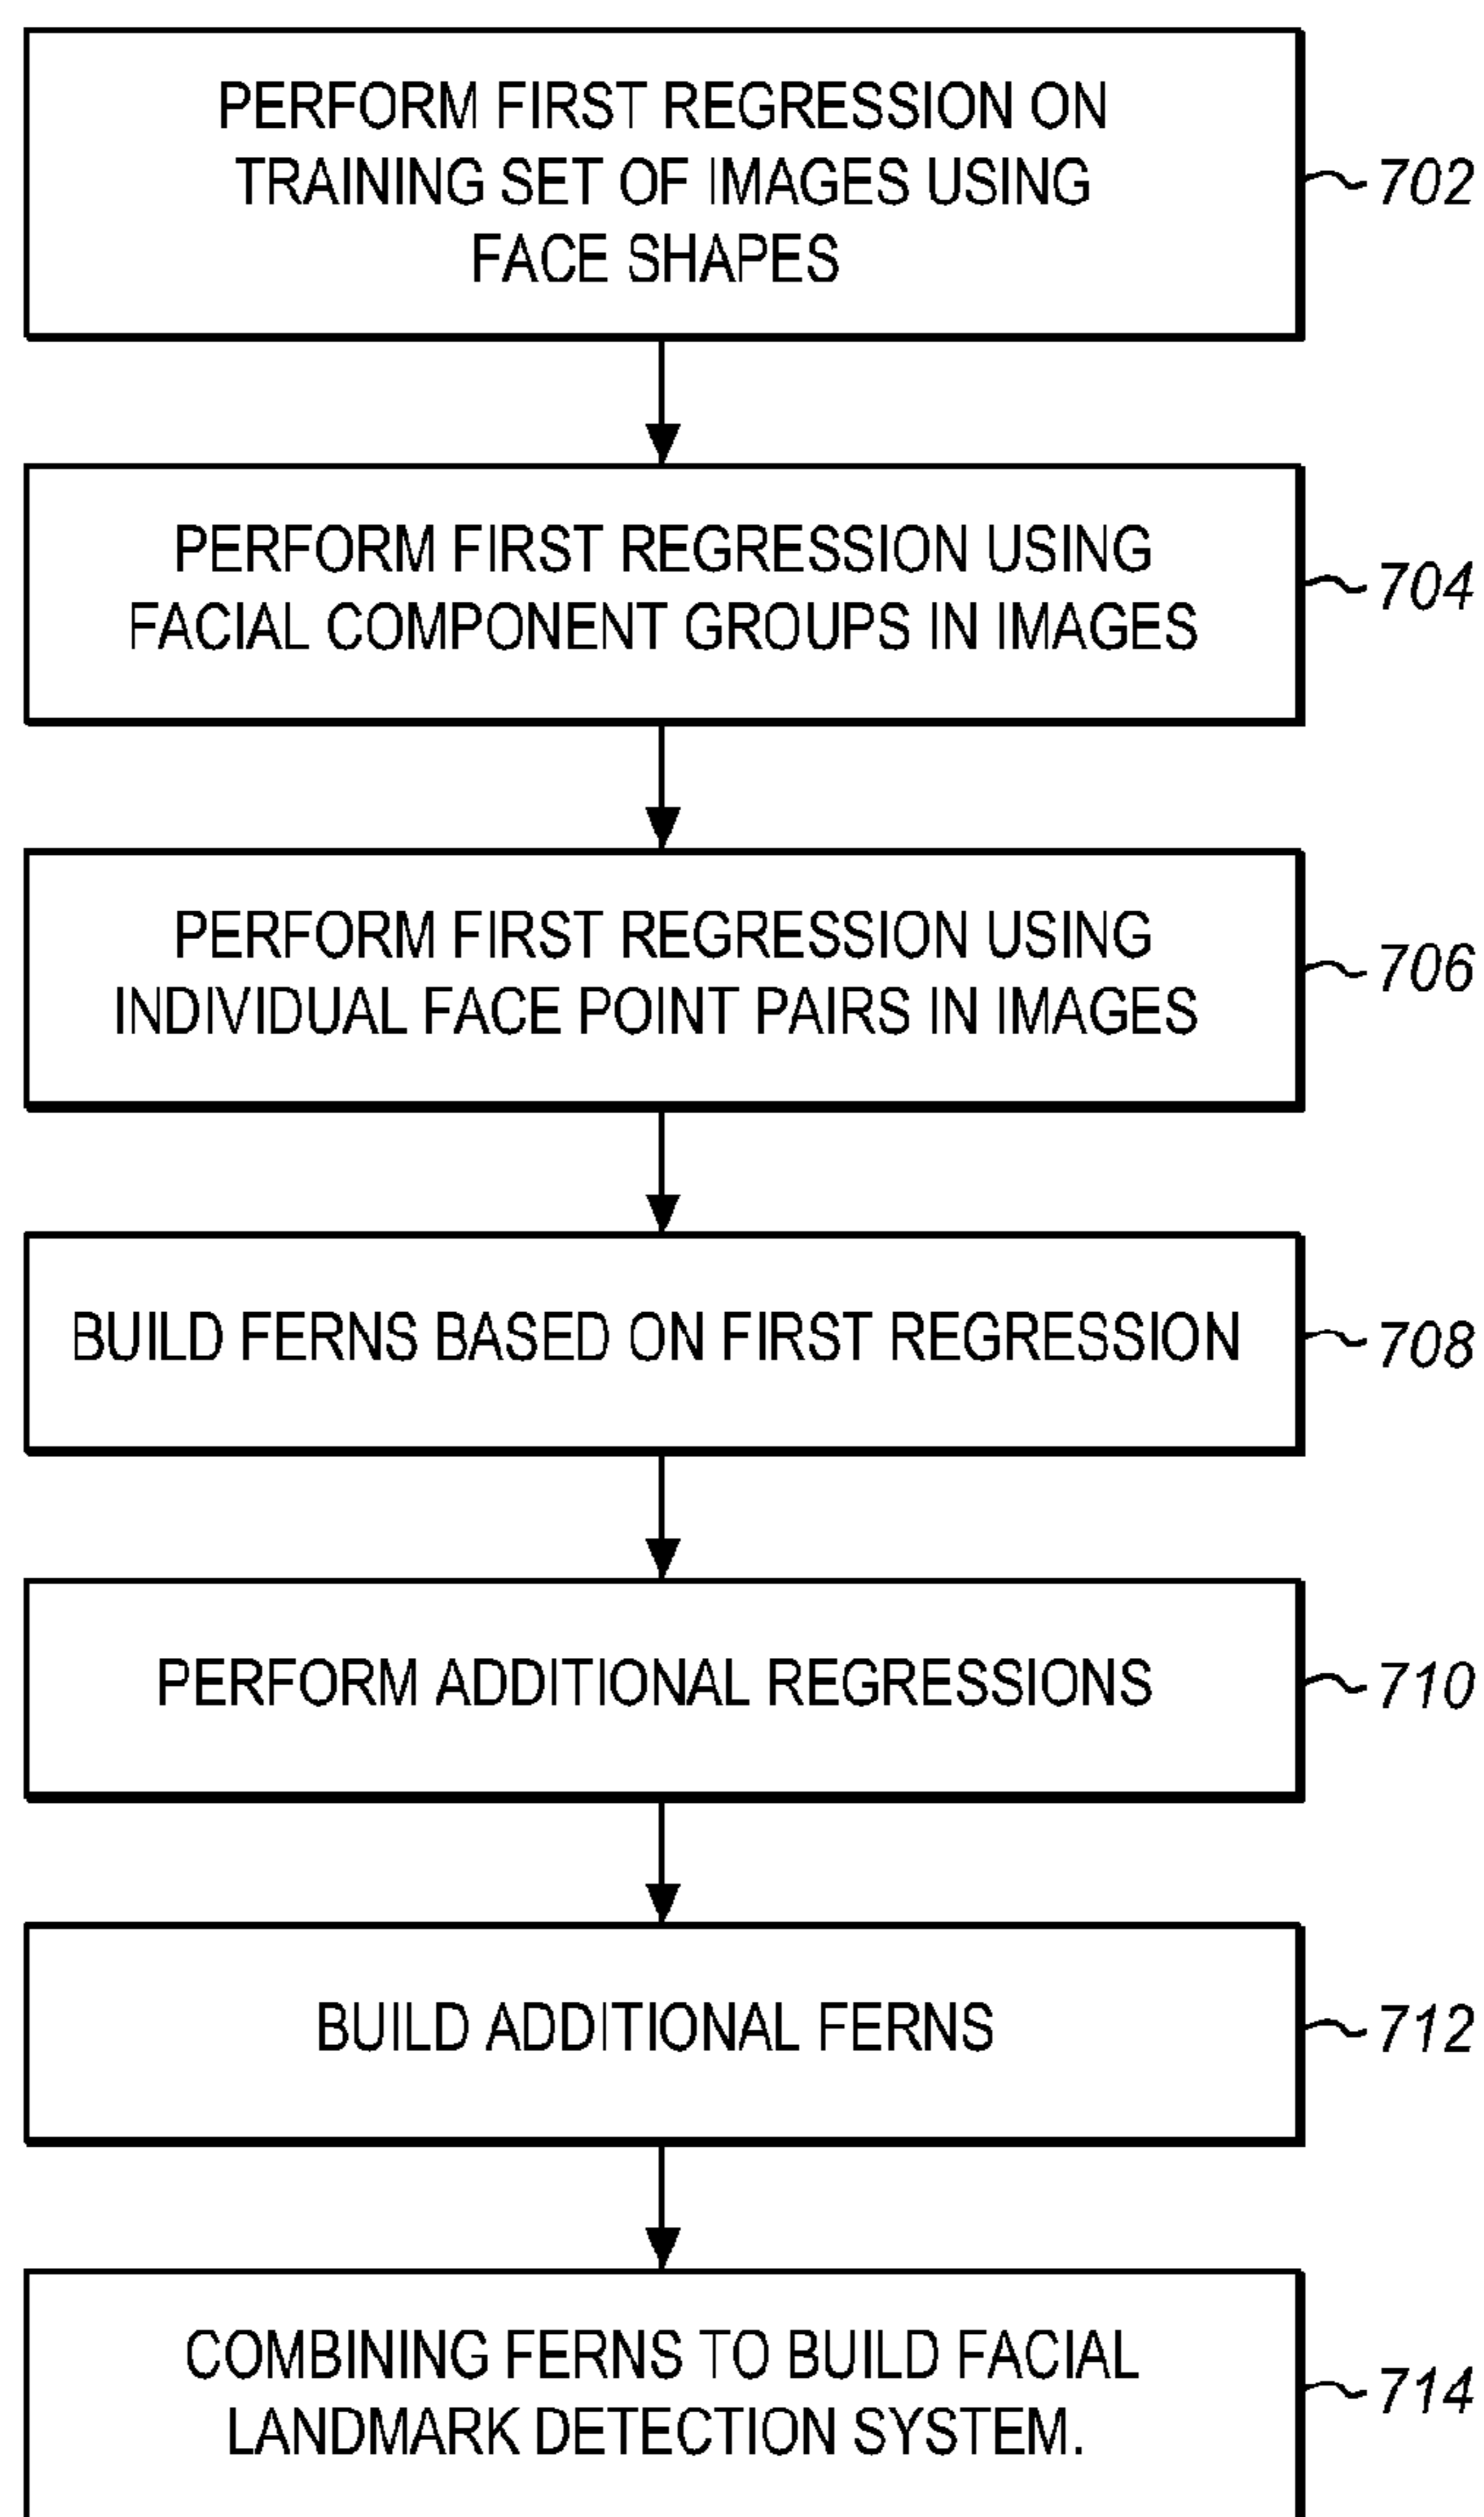 PERFORM FIRST REGRESSION ON
TRAINING SET OF IMAGES USING
FACE SHAPES
702
PERFORM FIRST REGRESSION USING
FACIAL COMPONENT GROUPS IN IMAGES
704
PERFORM FIRST REGRESSION USING
INDIVIDUAL FACE POINT PAIRS IN IMAGES
706
BUILD FERNS BASED ON FIRST REGRESSION
708
PERFORM ADDITIONAL REGRESSIONS
710
BUILD ADDITIONAL FERNS
712
COMBINING FERNS TO BUILD FACIAL
LANDMARK DETECTION SYSTEM.
714